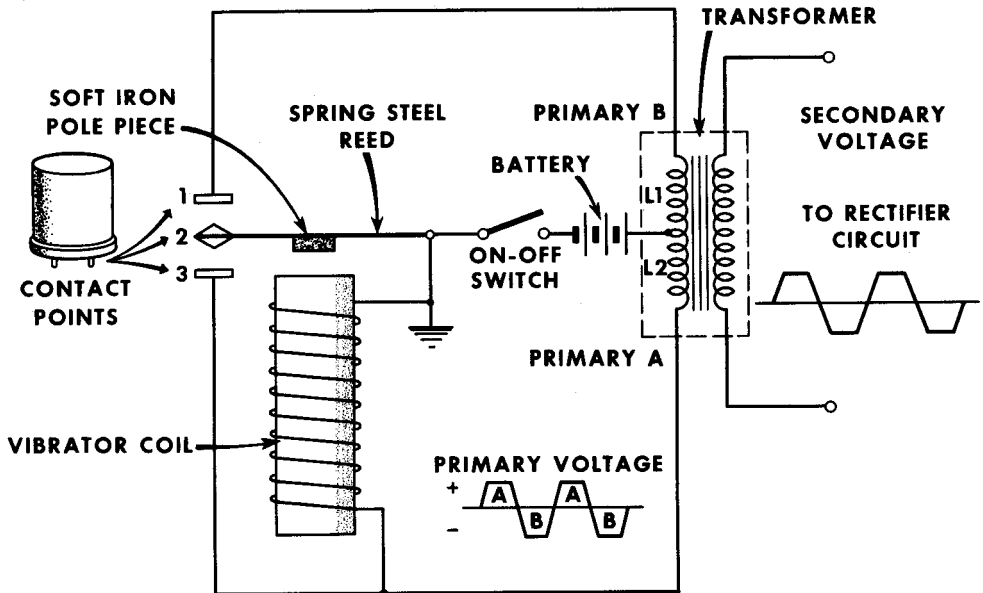 TRANSFORMER
SOFT IRON
POLE PIECE
SPRING STEEL
REED
PRIMARY B
SECONDARY
VOLTAGE
BATTERY
1
2
3
L1
L2
TO RECTIFIER
CIRCUIT
ON-OFF
SWITCH
CONTACT
POINTS
PRIMARY A
VIBRATOR COIL
PRIMARY VOLTAGE
+
A A
B B
−